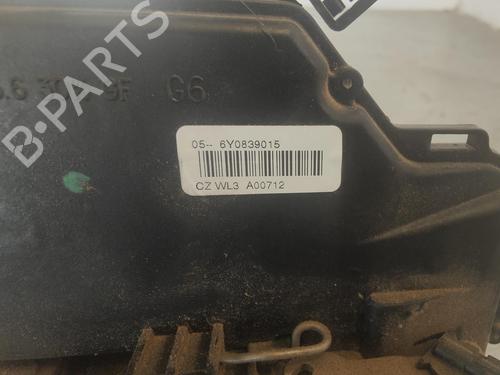 B-PARTS
G6
05-- 6Y0839015
CZ WL3 A00712